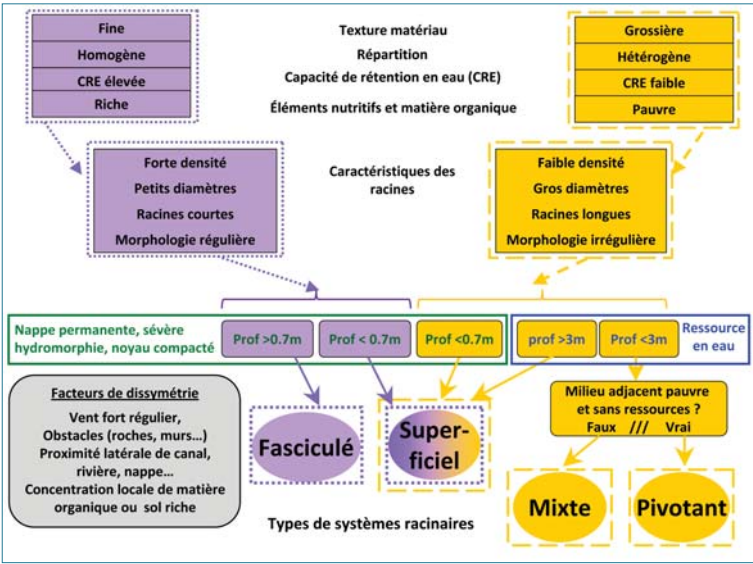 Fine
Homogène
CRE élevée
Riche
Texture matériau
Répartition
Capacité de rétention en eau (CRE)
Éléments nutritifs et matière organique
Grossière
Hétérogène
CRE faible
Pauvre
Forte densité
Petits diamètres
Racines courtes
Morphologie régulière
Caractéristiques des
racines
Faible densité
Gros diamètres
Racines longues
Morphologie irrégulière
Nappe permanente, sévère
hydromorphie, noyau compacté
Prof >0.7m
Prof < 0.7m
Prof <0.7m
prof >3m
Prof <3m
Ressource
en eau
Facteurs de dissymétrie
Vent fort régulier,
Obstacles (roches, murs...)
Proximité latérale de canal,
rivière, nappe...
Concentration locale de matière
organique ou sol riche
Fasciculé
Super-
ficiel
Milieu adjacent pauvre
et sans ressources ?
Faux /// Vrai
Mixte
Pivotant
Types de systèmes racinaires